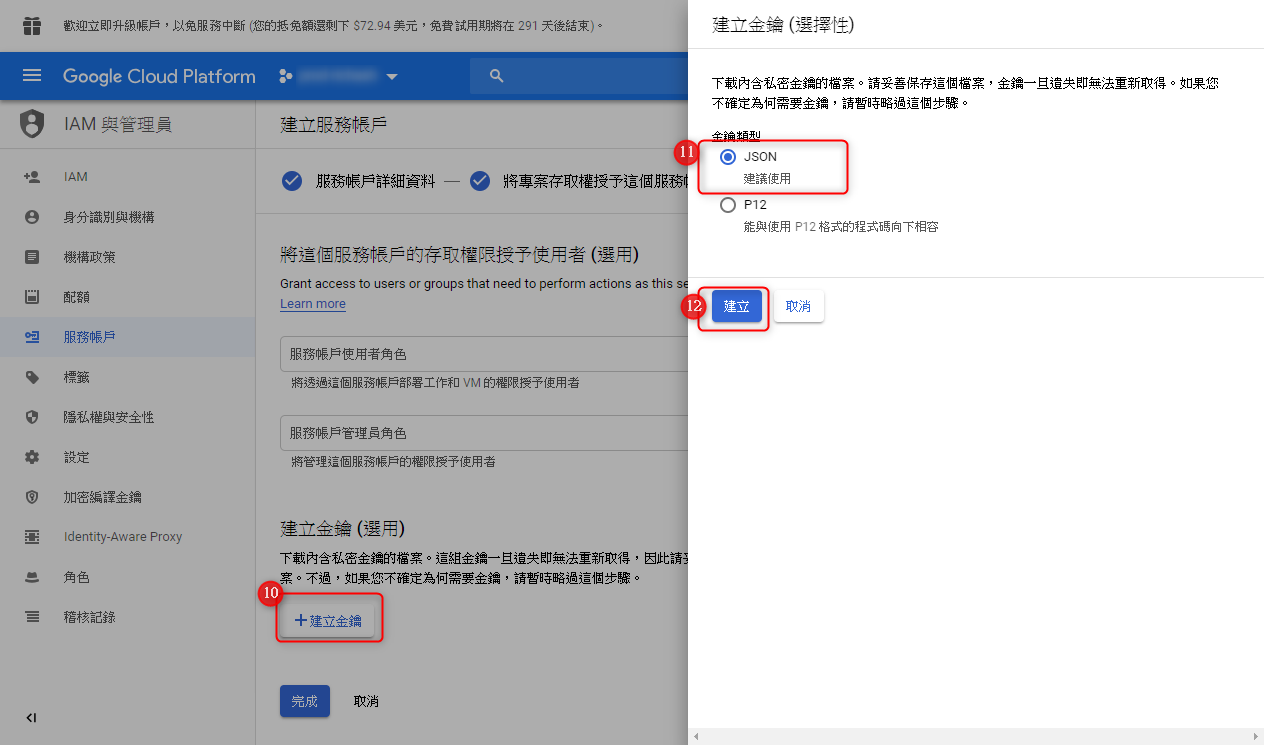 歡迎立即升級帳戶，以免服務中斷 (您的抵免額還剩下 $72.94 美元，免費試用期將在 291 天後結束)。
Google Cloud Platform
IAM 與管理員
IAM
身分識別與機構
機構政策
配額
服務帳戶
標籤
隱私權與安全性
設定
加密編譯金鑰
Identity-Aware Proxy
角色
稽核記錄
建立服務帳戶
服務帳戶詳細資料 — 將專案存取權授予這個服務帳
將這個服務帳戶的存取權限授予使用者 (選用)
Grant access to users or groups that need to perform actions as this se
Learn more
服務帳戶使用者角色
將透過這個服務帳戶部署工作和 VM 的權限授予使用者
服務帳戶管理員角色
將管理這個服務帳戶的權限授予使用者
建立金鑰 (選用)
下載內含私密金鑰的檔案。這組金鑰一旦遺失即無法重新取得，因此請妥
案。不過，如果您不確定為何需要金鑰，請暫時略過這個步驟。
10
+建立金鑰
完成 取消
建立金鑰 (選擇性)
下載內含私密金鑰的檔案。請妥善保存這個檔案，金鑰一旦遺失即無法重新取得。如果您
不確定為何需要金鑰，請暫時略過這個步驟。
金鑰類型
11
JSON
建議使用
P12
能與使用 P12 格式的程式碼向下相容
12
建立 取消